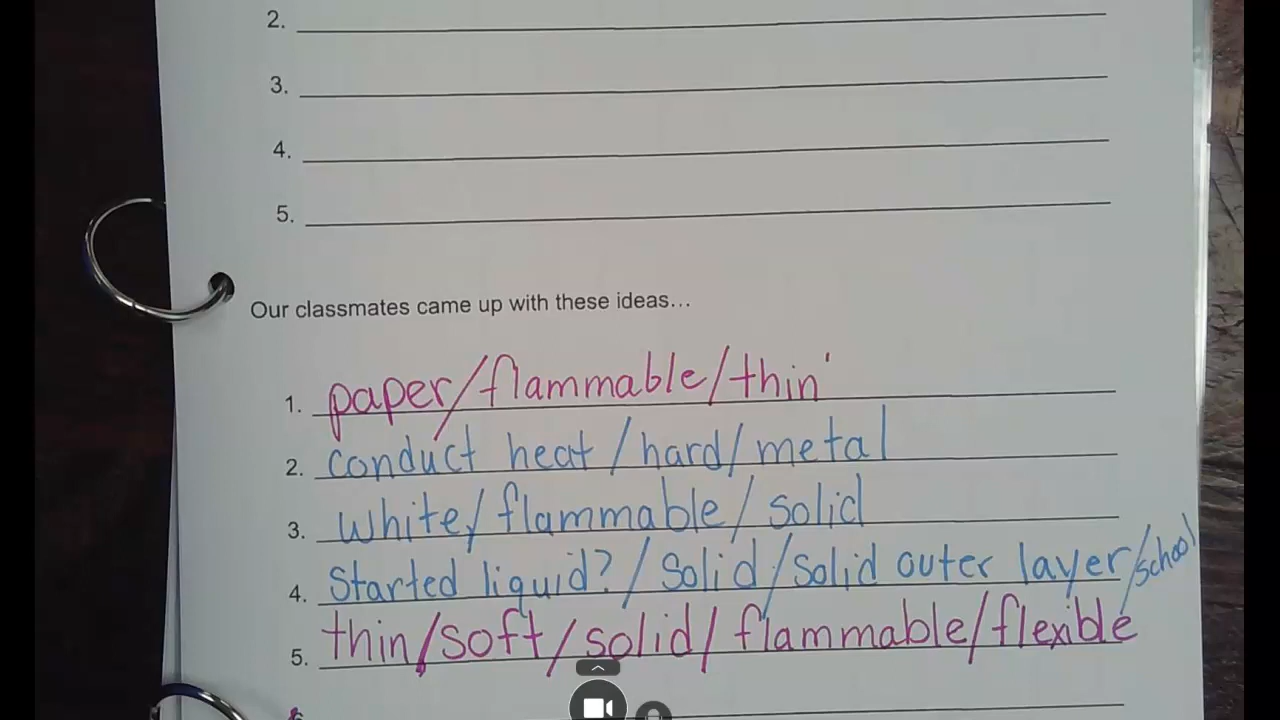 2.
3.
4.
5.
Our classmates came up with these ideas...
1. paper/flammable/thin
2. conduct heat/hard/metal
3. white/flammable/solid
4. Started liquid?/Solid/solid outer layer/school
5. thin/soft/solid/flammable/flexible